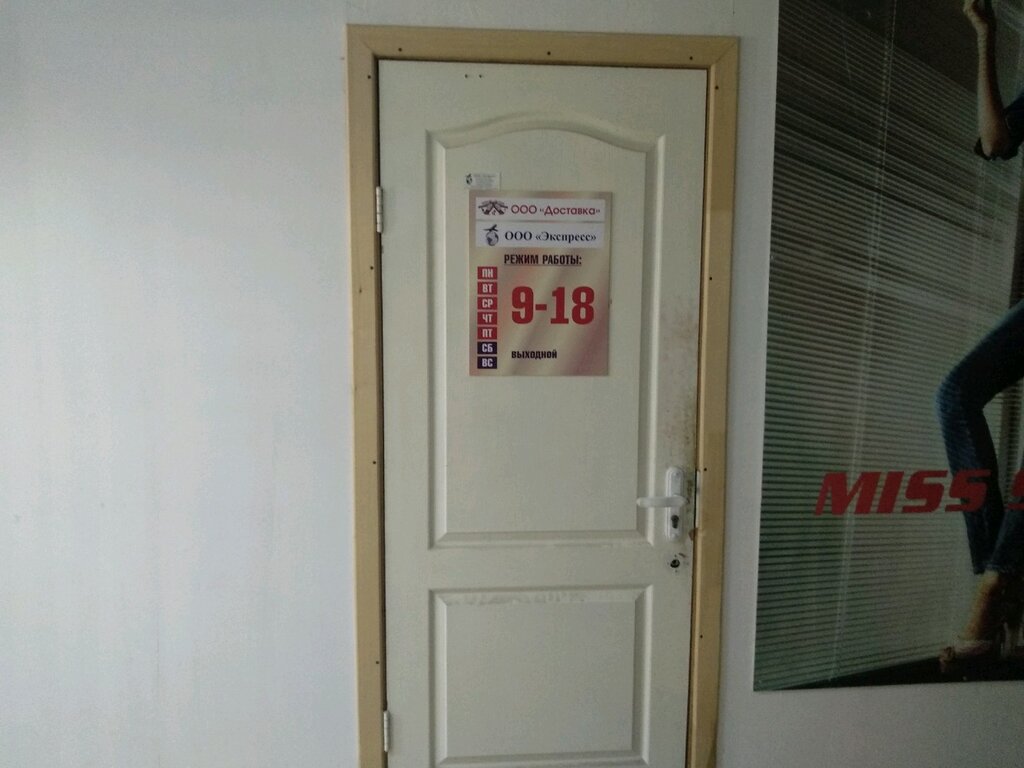 ООО «Доставка»
ООО «Экспресс»
РЕЖИМ РАБОТЫ:
ПН
ВТ
СР
ЧТ
ПТ
СБ
ВС
9-18
ВЫХОДНОЙ
MISS S